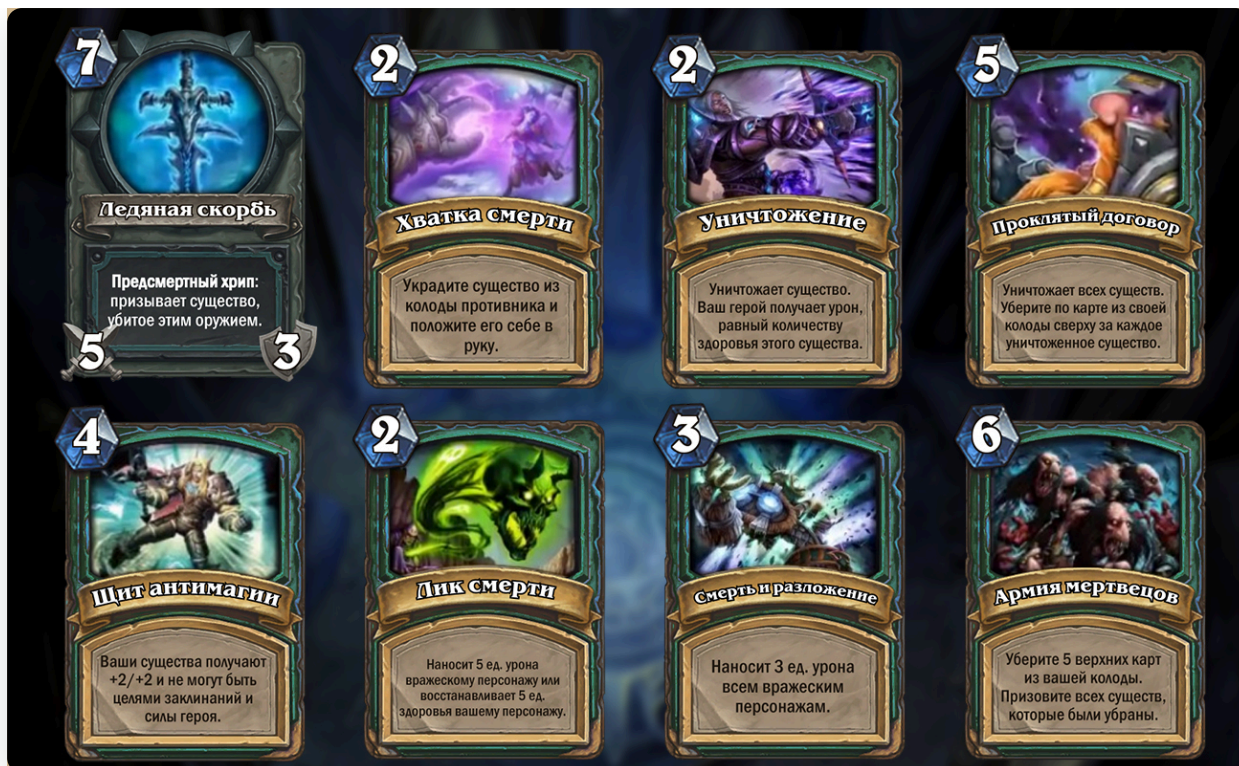 7
Ледяная скорбь
Предсмертный хрип:
призывает существо,
убитое этим оружием.
5
3
2
Хватка смерти
Украдите существо из
колоды противника и
положите его себе в
руку.
2
Уничтожение
Уничтожает существо.
Ваш герой получает урон,
равный количеству
здоровья этого существа.
5
Проклятый договор
Уничтожает всех существ.
Уберите по карте из своей
колоды сверху за каждое
уничтоженное существо.
4
Щит антимагии
Ваши существа получают
+2/+2 и не могут быть
целями заклинаний и
силы героя.
2
Лик смерти
Наносит 5 ед. урона
вражескому персонажу или
восстанавливает 5 ед.
здоровья вашему персонажу.
3
Смерть и разложение
Наносит 3 ед. урона
всем вражеским
персонажам.
6
Армия мертвецов
Уберите 5 верхних карт
из вашей колоды.
Призовите всех существ,
которые были убраны.